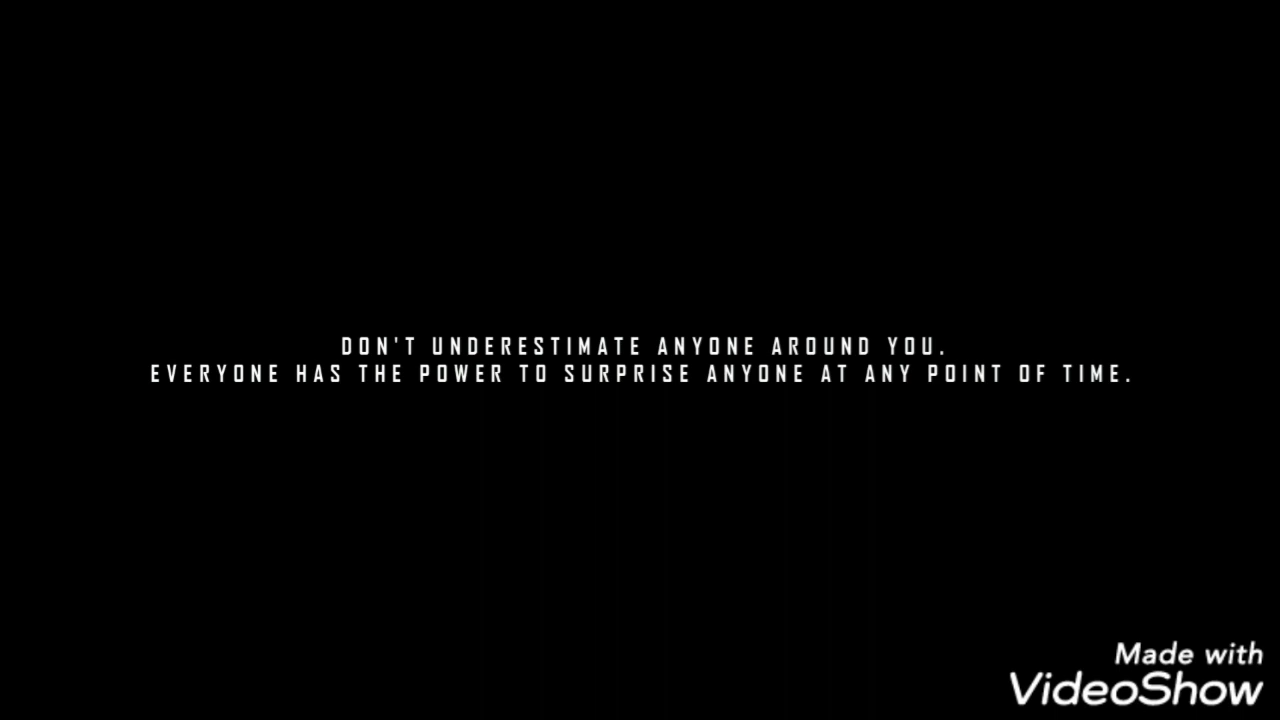 DON'T UNDERESTIMATE ANYONE AROUND YOU.
EVERYONE HAS THE POWER TO SURPRISE ANYONE AT ANY POINT OF TIME.
Made with
VideoShow